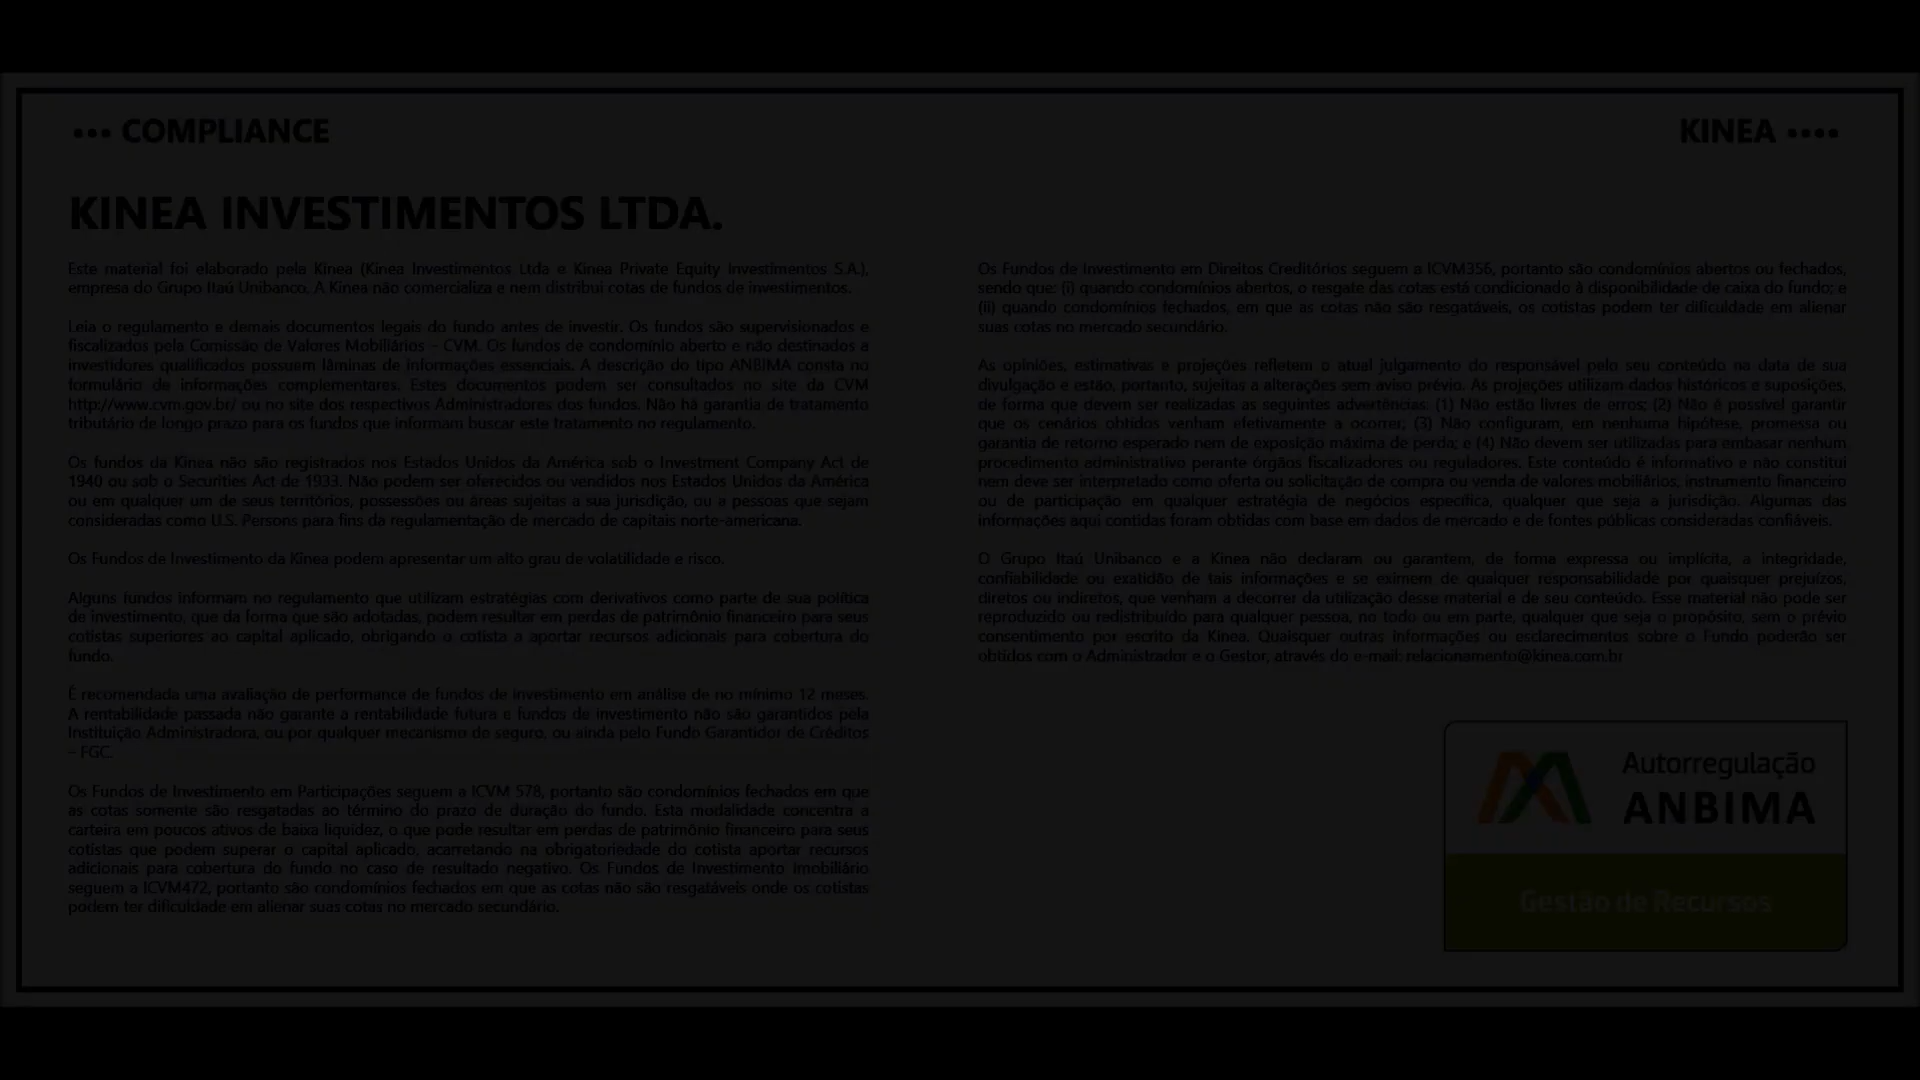 ••• COMPLIANCE
KINEA ••••
KINEA INVESTIMENTOS LTDA.
Este material foi elaborado pela Kinea (Kinea Investimentos Ltda e Kinea Private Equity Investimentos S.A.),
empresa do Grupo Itaú Unibanco. A Kinea não comercializa e nem distribui cotas de fundos de investimentos.
Leia o regulamento e demais documentos legais do fundo antes de investir. Os fundos são supervisionados e
fiscalizados pela Comissão de Valores Mobiliários – CVM. Os fundos de condomínio aberto e não destinados a
investidores qualificados possuem lâminas de informações essenciais. A descrição do tipo ANBIMA consta no
formulário de informações complementares. Estes documentos podem ser consultados no site da CVM
http://www.cvm.gov.br/ ou no site dos respectivos Administradores dos fundos. Não há garantia de tratamento
tributário de longo prazo para os fundos que informam buscar este tratamento no regulamento.
Os fundos da Kinea não são registrados nos Estados Unidos da América sob o Investment Company Act de
1940 ou sob o Securities Act de 1933. Não podem ser oferecidos ou vendidos nos Estados Unidos da América
ou em qualquer um de seus territórios, possessões ou áreas sujeitas a sua jurisdição, ou a pessoas que sejam
consideradas como U.S. Persons para fins da regulamentação de mercado de capitais norte-americana.
Os Fundos de Investimento da Kinea podem apresentar um alto grau de volatilidade e risco.
Alguns fundos informam no regulamento que utilizam estratégias com derivativos como parte de sua política
de investimento, que da forma que são adotadas, podem resultar em perdas de patrimônio financeiro para seus
cotistas superiores ao capital aplicado, obrigando o cotista a aportar recursos adicionais para cobertura do
fundo.
É recomendada uma avaliação de performance de fundos de investimento em análise de no mínimo 12 meses.
A rentabilidade passada não garante a rentabilidade futura e fundos de investimento não são garantidos pela
Instituição Administradora, ou por qualquer mecanismo de seguro, ou ainda pelo Fundo Garantidor de Créditos
– FGC.
Os Fundos de Investimento em Participações seguem a ICVM 578, portanto são condomínios fechados em que
as cotas somente são resgatadas ao término do prazo de duração do fundo. Esta modalidade concentra a
carteira em poucos ativos de baixa liquidez, o que pode resultar em perdas de patrimônio financeiro para seus
cotistas que podem superar o capital aplicado, acarretando na obrigatoriedade do cotista aportar recursos
adicionais para cobertura do fundo no caso de resultado negativo. Os Fundos de Investimento Imobiliário
seguem a ICVM472, portanto são condomínios fechados em que as cotas não são resgatáveis onde os cotistas
podem ter dificuldade em alienar suas cotas no mercado secundário.
Os Fundos de Investimento em Direitos Creditórios seguem a ICVM356, portanto são condomínios abertos ou fechados,
sendo que: (i) quando condomínios abertos, o resgate das cotas está condicionado à disponibilidade de caixa do fundo; e
(ii) quando condomínios fechados, em que as cotas não são resgatáveis, os cotistas podem ter dificuldade em alienar
suas cotas no mercado secundário.
As opiniões, estimativas e projeções refletem o atual julgamento do responsável pelo seu conteúdo na data de sua
divulgação e estão, portanto, sujeitas a alterações sem aviso prévio. As projeções utilizam dados históricos e suposições,
de forma que devem ser realizadas as seguintes advertências: (1) Não estão livres de erros; (2) Não é possível garantir
que os cenários obtidos venham efetivamente a ocorrer; (3) Não configuram, em nenhuma hipótese, promessa ou
garantia de retorno esperado nem de exposição máxima de perda; e (4) Não devem ser utilizadas para embasar nenhum
procedimento administrativo perante órgãos fiscalizadores ou reguladores. Este conteúdo é informativo e não constitui
nem deve ser interpretado como oferta ou solicitação de compra ou venda de valores mobiliários, instrumento financeiro
ou de participação em qualquer estratégia de negócios específica, qualquer que seja a jurisdição. Algumas das
informações aqui contidas foram obtidas com base em dados de mercado e de fontes públicas consideradas confiáveis.
O Grupo Itaú Unibanco e a Kinea não declaram ou garantem, de forma expressa ou implícita, a integridade,
confiabilidade ou exatidão de tais informações e se eximem de qualquer responsabilidade por quaisquer prejuízos,
diretos ou indiretos, que venham a decorrer da utilização desse material e de seu conteúdo. Esse material não pode ser
reproduzido ou redistribuído para qualquer pessoa, no todo ou em parte, qualquer que seja o propósito, sem o prévio
consentimento por escrito da Kinea. Quaisquer outras informações ou esclarecimentos sobre o Fundo poderão ser
obtidos com o Administrador e o Gestor, através do e-mail: relacionamento@kinea.com.br
Autorregulação
ANBIMA
Gestão de Recursos